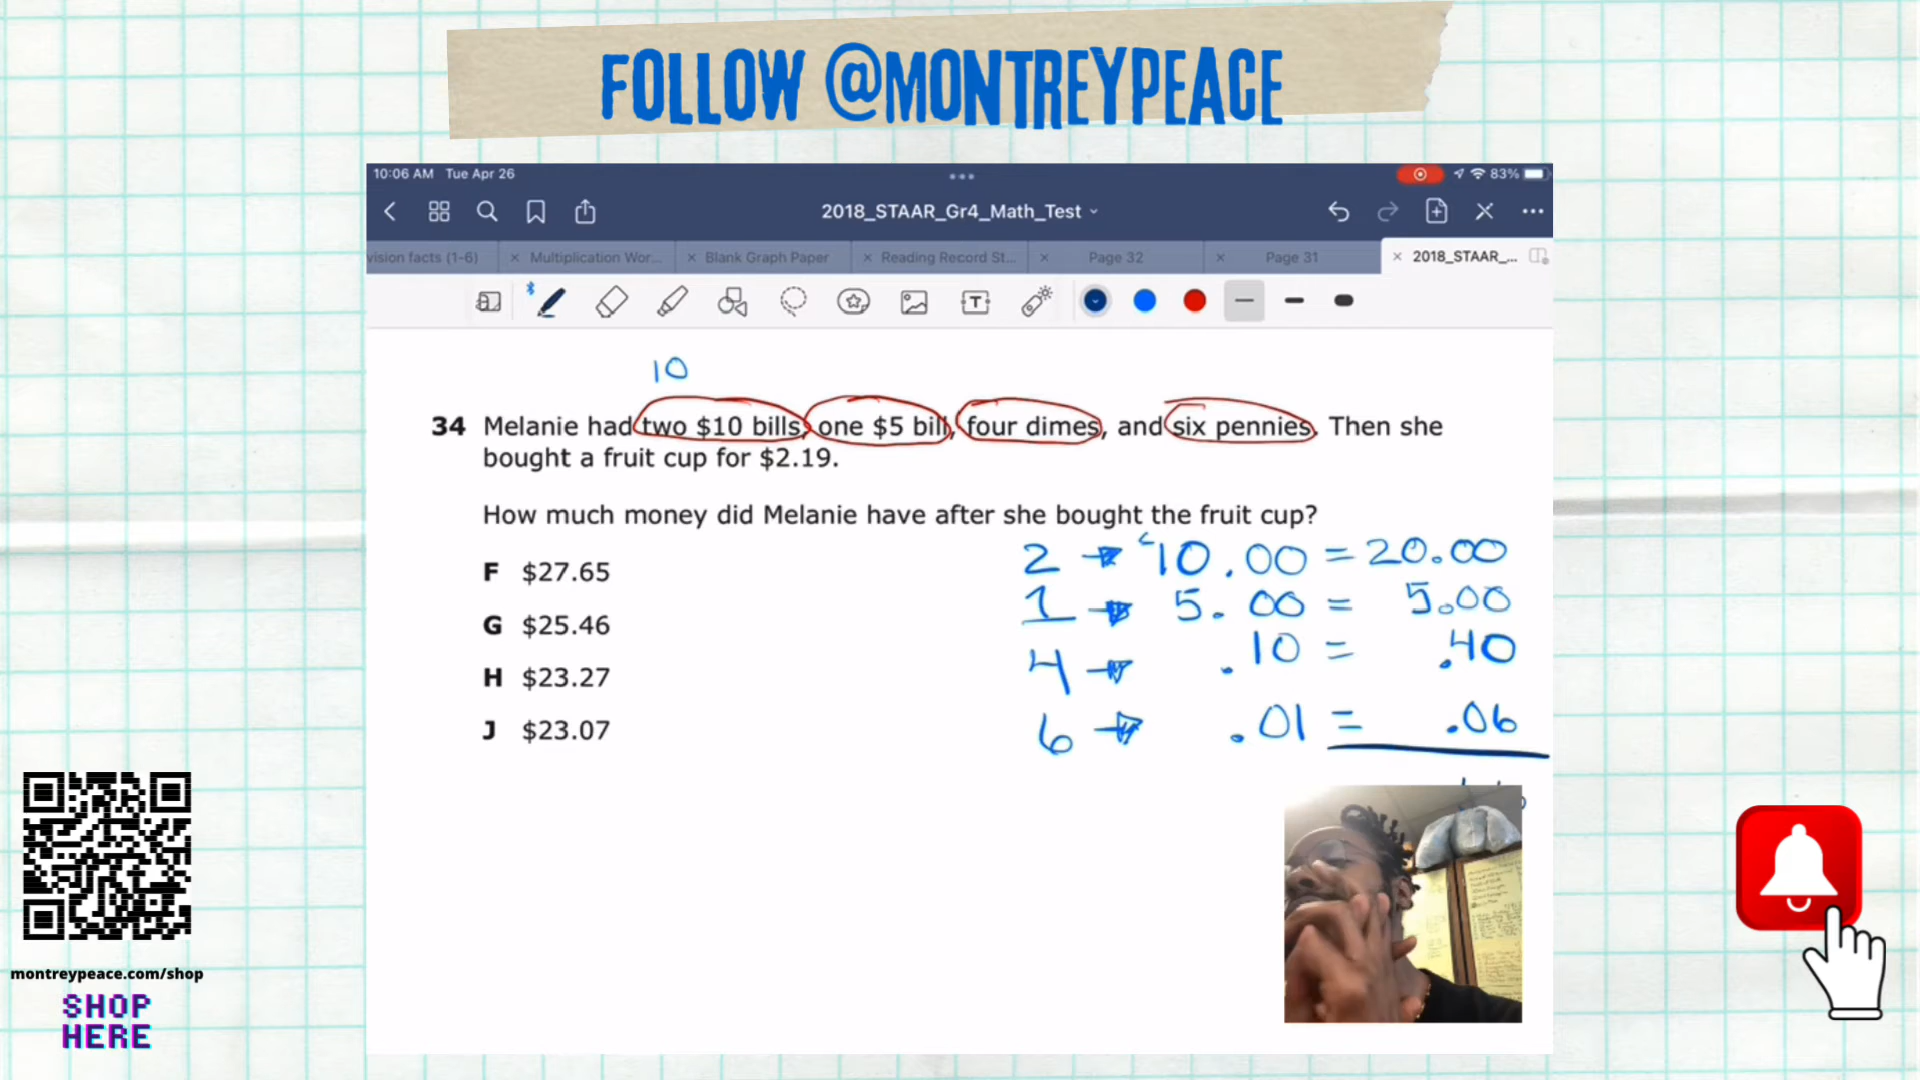 FOLLOW @MONTREYPEACE
10:06 AM Tue Apr 26
83%
2018_STAAR_Gr4_Math_Test
vision facts (1-6)
Multiplication Wor...
Blank Graph Paper
Reading Record St...
Page 32
Page 31
2018_STAAR_...
10
34 Melanie had two $10 bills, one $5 bill, four dimes, and six pennies. Then she
bought a fruit cup for $2.19.
How much money did Melanie have after she bought the fruit cup?
F $27.65
G $25.46
H $23.27
J $23.07
2 → 10.00 = 20.00
1 → 5.00 = 5.00
4 → .10 = .40
6 → .01 = .06
montreypeace.com/shop
SHOP
HERE